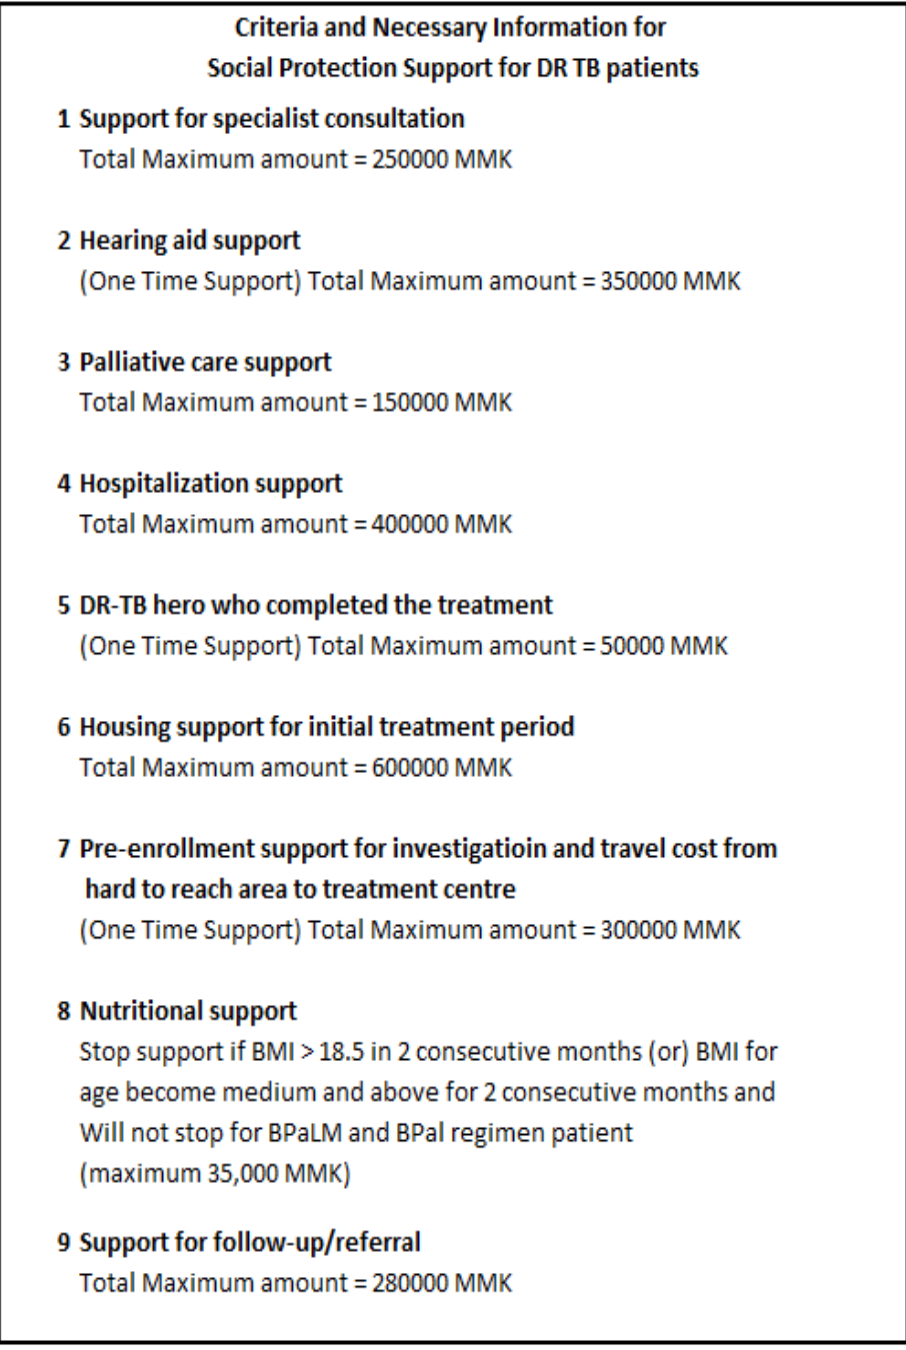 Criteria and Necessary Information for
Social Protection Support for DR TB patients
1 Support for specialist consultation
Total Maximum amount = 250000 MMK
2 Hearing aid support
(One Time Support) Total Maximum amount = 350000 MMK
3 Palliative care support
Total Maximum amount = 150000 MMK
4 Hospitalization support
Total Maximum amount = 400000 MMK
5 DR-TB hero who completed the treatment
(One Time Support) Total Maximum amount = 50000 MMK
6 Housing support for initial treatment period
Total Maximum amount = 600000 MMK
7 Pre-enrollment support for investigatioin and travel cost from
hard to reach area to treatment centre
(One Time Support) Total Maximum amount = 300000 MMK
8 Nutritional support
Stop support if BMI > 18.5 in 2 consecutive months (or) BMI for
age become medium and above for 2 consecutive months and
Will not stop for BPaLM and BPal regimen patient
(maximum 35,000 MMK)
9 Support for follow-up/referral
Total Maximum amount = 280000 MMK